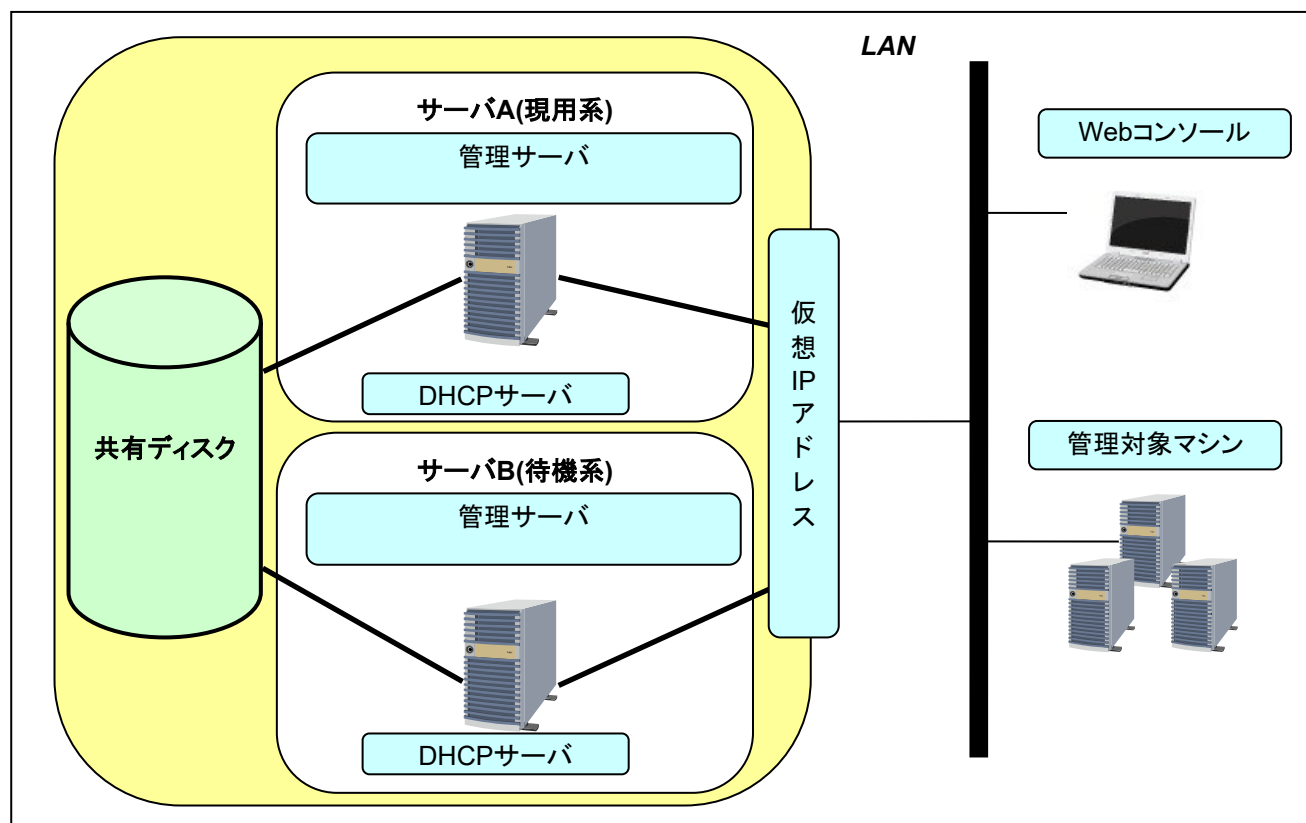 LAN
サーバA(現用系)
管理サーバ
DHCPサーバ
共有ディスク
サーバB(待機系)
管理サーバ
DHCPサーバ
仮想IPアドレス
Webコンソール
管理対象マシン